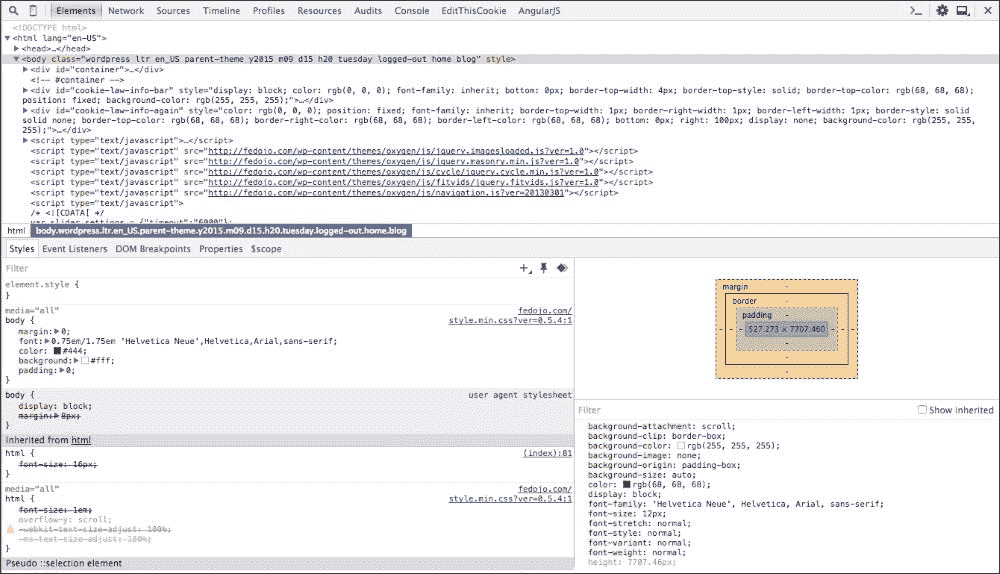 Elements Network Sources Timeline Profiles Resources Audits Console EditThisCookie AngularJS
<!DOCTYPE html>
<html lang="en-US">
<head>…</head>
<body class="wordpress ltr en_US parent-theme y2015 m09 d15 h20 tuesday logged-out home blog" style>
<div id="container">…</div>
<!-- #container -->
<div id="cookie-law-info-bar" style="display: block; color: rgb(0, 0, 0); font-family: inherit; bottom: 0px; border-top-width: 4px; border-top-style: solid; border-top-color: rgb(68, 68, 68);
position: fixed; background-color: rgb(255, 255, 255);">…</div>
<div id="cookie-law-info-again" style="color: rgb(0, 0, 0); position: fixed; font-family: inherit; border-top-width: 1px; border-right-width: 1px; border-left-width: 1px; border-style: solid
solid none; border-top-color: rgb(68, 68, 68); border-right-color: rgb(68, 68, 68); border-left-color: rgb(68, 68, 68); bottom: 0px; right: 100px; display: none; background-color: rgb(255, 255,
255);">…</div>
<script type="text/javascript">…</script>
<script type="text/javascript" src="http://fedojo.com/wp-content/themes/oxygen/js/jquery.imagesloaded.js?ver=1.0"></script>
<script type="text/javascript" src="http://fedojo.com/wp-content/themes/oxygen/js/jquery.masonry.min.js?ver=1.0"></script>
<script type="text/javascript" src="http://fedojo.com/wp-content/themes/oxygen/js/cycle/jquery.cycle.min.js?ver=1.0"></script>
<script type="text/javascript" src="http://fedojo.com/wp-content/themes/oxygen/js/fitvids/jquery.fitvids.js?ver=1.0"></script>
<script type="text/javascript" src="http://fedojo.com/wp-content/themes/oxygen/js/navigation.js?ver=20130301"></script>
<script type="text/javascript">
/* <![CDATA[ */
var slider_settings = {"timeout":"6000"};
html body.wordpress.ltr.en_US.parent-theme.y2015.m09.d15.h20.tuesday.logged-out.home.blog
Styles Event Listeners DOM Breakpoints Properties $scope
Filter
element.style {
}
media="all" fedojo.com/
body { style.min.css?ver=0.5.4:1
margin: 0;
font: 0.75em/1.75em 'Helvetica Neue',Helvetica,Arial,sans-serif;
color: #444;
background: #fff;
padding: 0;
}
body { user agent stylesheet
display: block;
margin: 8px;
}
Inherited from html
html { (index):81
font-size: 16px;
}
media="all" fedojo.com/
html { style.min.css?ver=0.5.4:1
font-size: 1em;
overflow-y: scroll;
-webkit-text-size-adjust: 100%;
-ms-text-size-adjust: 100%;
}
Pseudo ::selection element
margin -
border -
padding -
- - - 527.273 × 7707.460 - - -
-
-
-
Filter Show inherited
background-attachment: scroll;
background-clip: border-box;
background-color: rgb(255, 255, 255);
background-image: none;
background-origin: padding-box;
background-size: auto;
color: rgb(68, 68, 68);
display: block;
font-family: 'Helvetica Neue', Helvetica, Arial, sans-serif;
font-size: 12px;
font-stretch: normal;
font-style: normal;
font-variant: normal;
font-weight: normal;
height: 7707.46px;